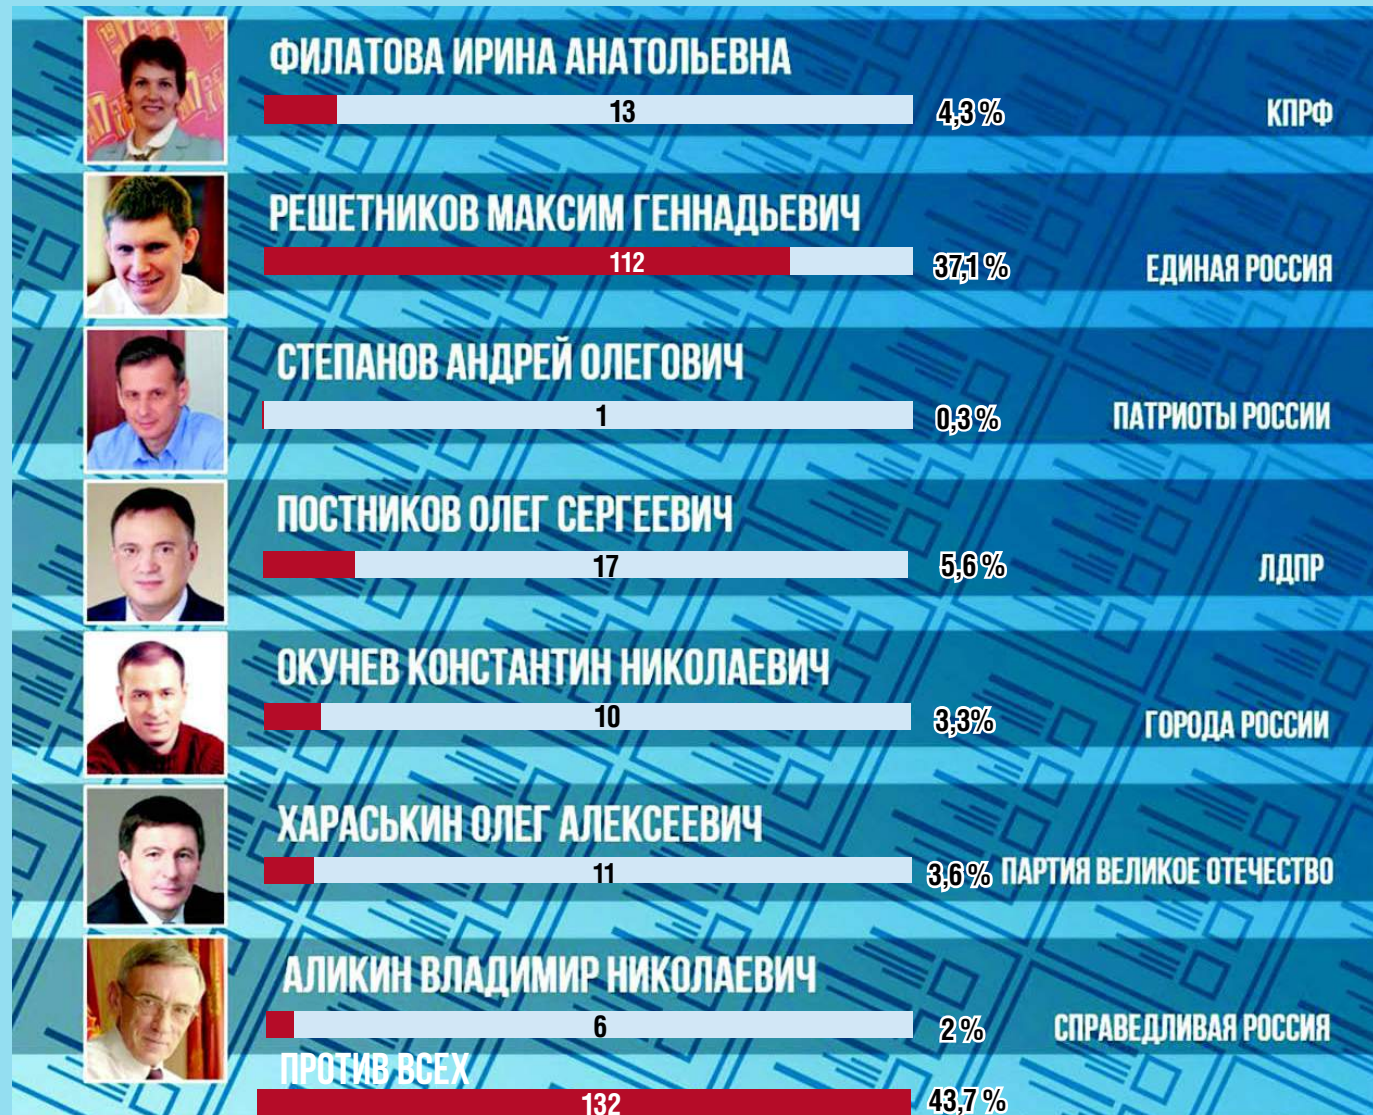 ФИЛАТОВА ИРИНА АНАТОЛЬЕВНА
13 4,3 % КПРФ
РЕШЕТНИКОВ МАКСИМ ГЕННАДЬЕВИЧ
112 37,1 % ЕДИНАЯ РОССИЯ
СТЕПАНОВ АНДРЕЙ ОЛЕГОВИЧ
1 0,3 % ПАТРИОТЫ РОССИИ
ПОСТНИКОВ ОЛЕГ СЕРГЕЕВИЧ
17 5,6 % ЛДПР
ОКУНЕВ КОНСТАНТИН НИКОЛАЕВИЧ
10 3,3% ГОРОДА РОССИИ
ХАРАСЬКИН ОЛЕГ АЛЕКСЕЕВИЧ
11 3,6 % ПАРТИЯ ВЕЛИКОЕ ОТЕЧЕСТВО
АЛИКИН ВЛАДИМИР НИКОЛАЕВИЧ
6 2 % СПРАВЕДЛИВАЯ РОССИЯ
ПРОТИВ ВСЕХ
132 43,7 %